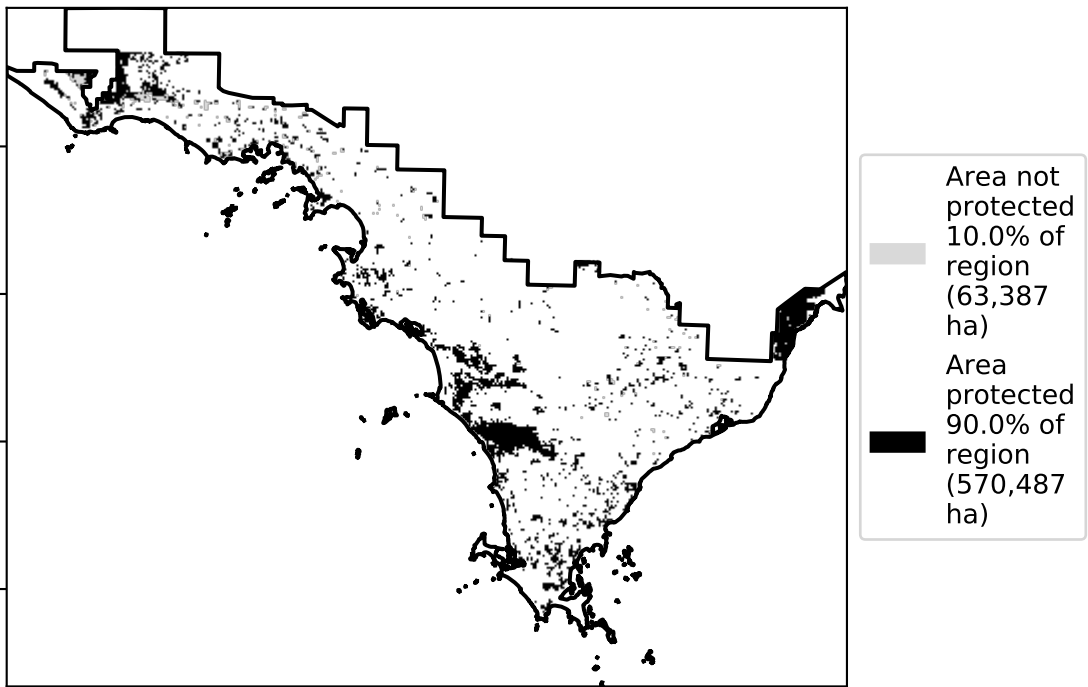 Area not
protected
10.0% of
region
(63,387
ha)
Area
protected
90.0% of
region
(570,487
ha)